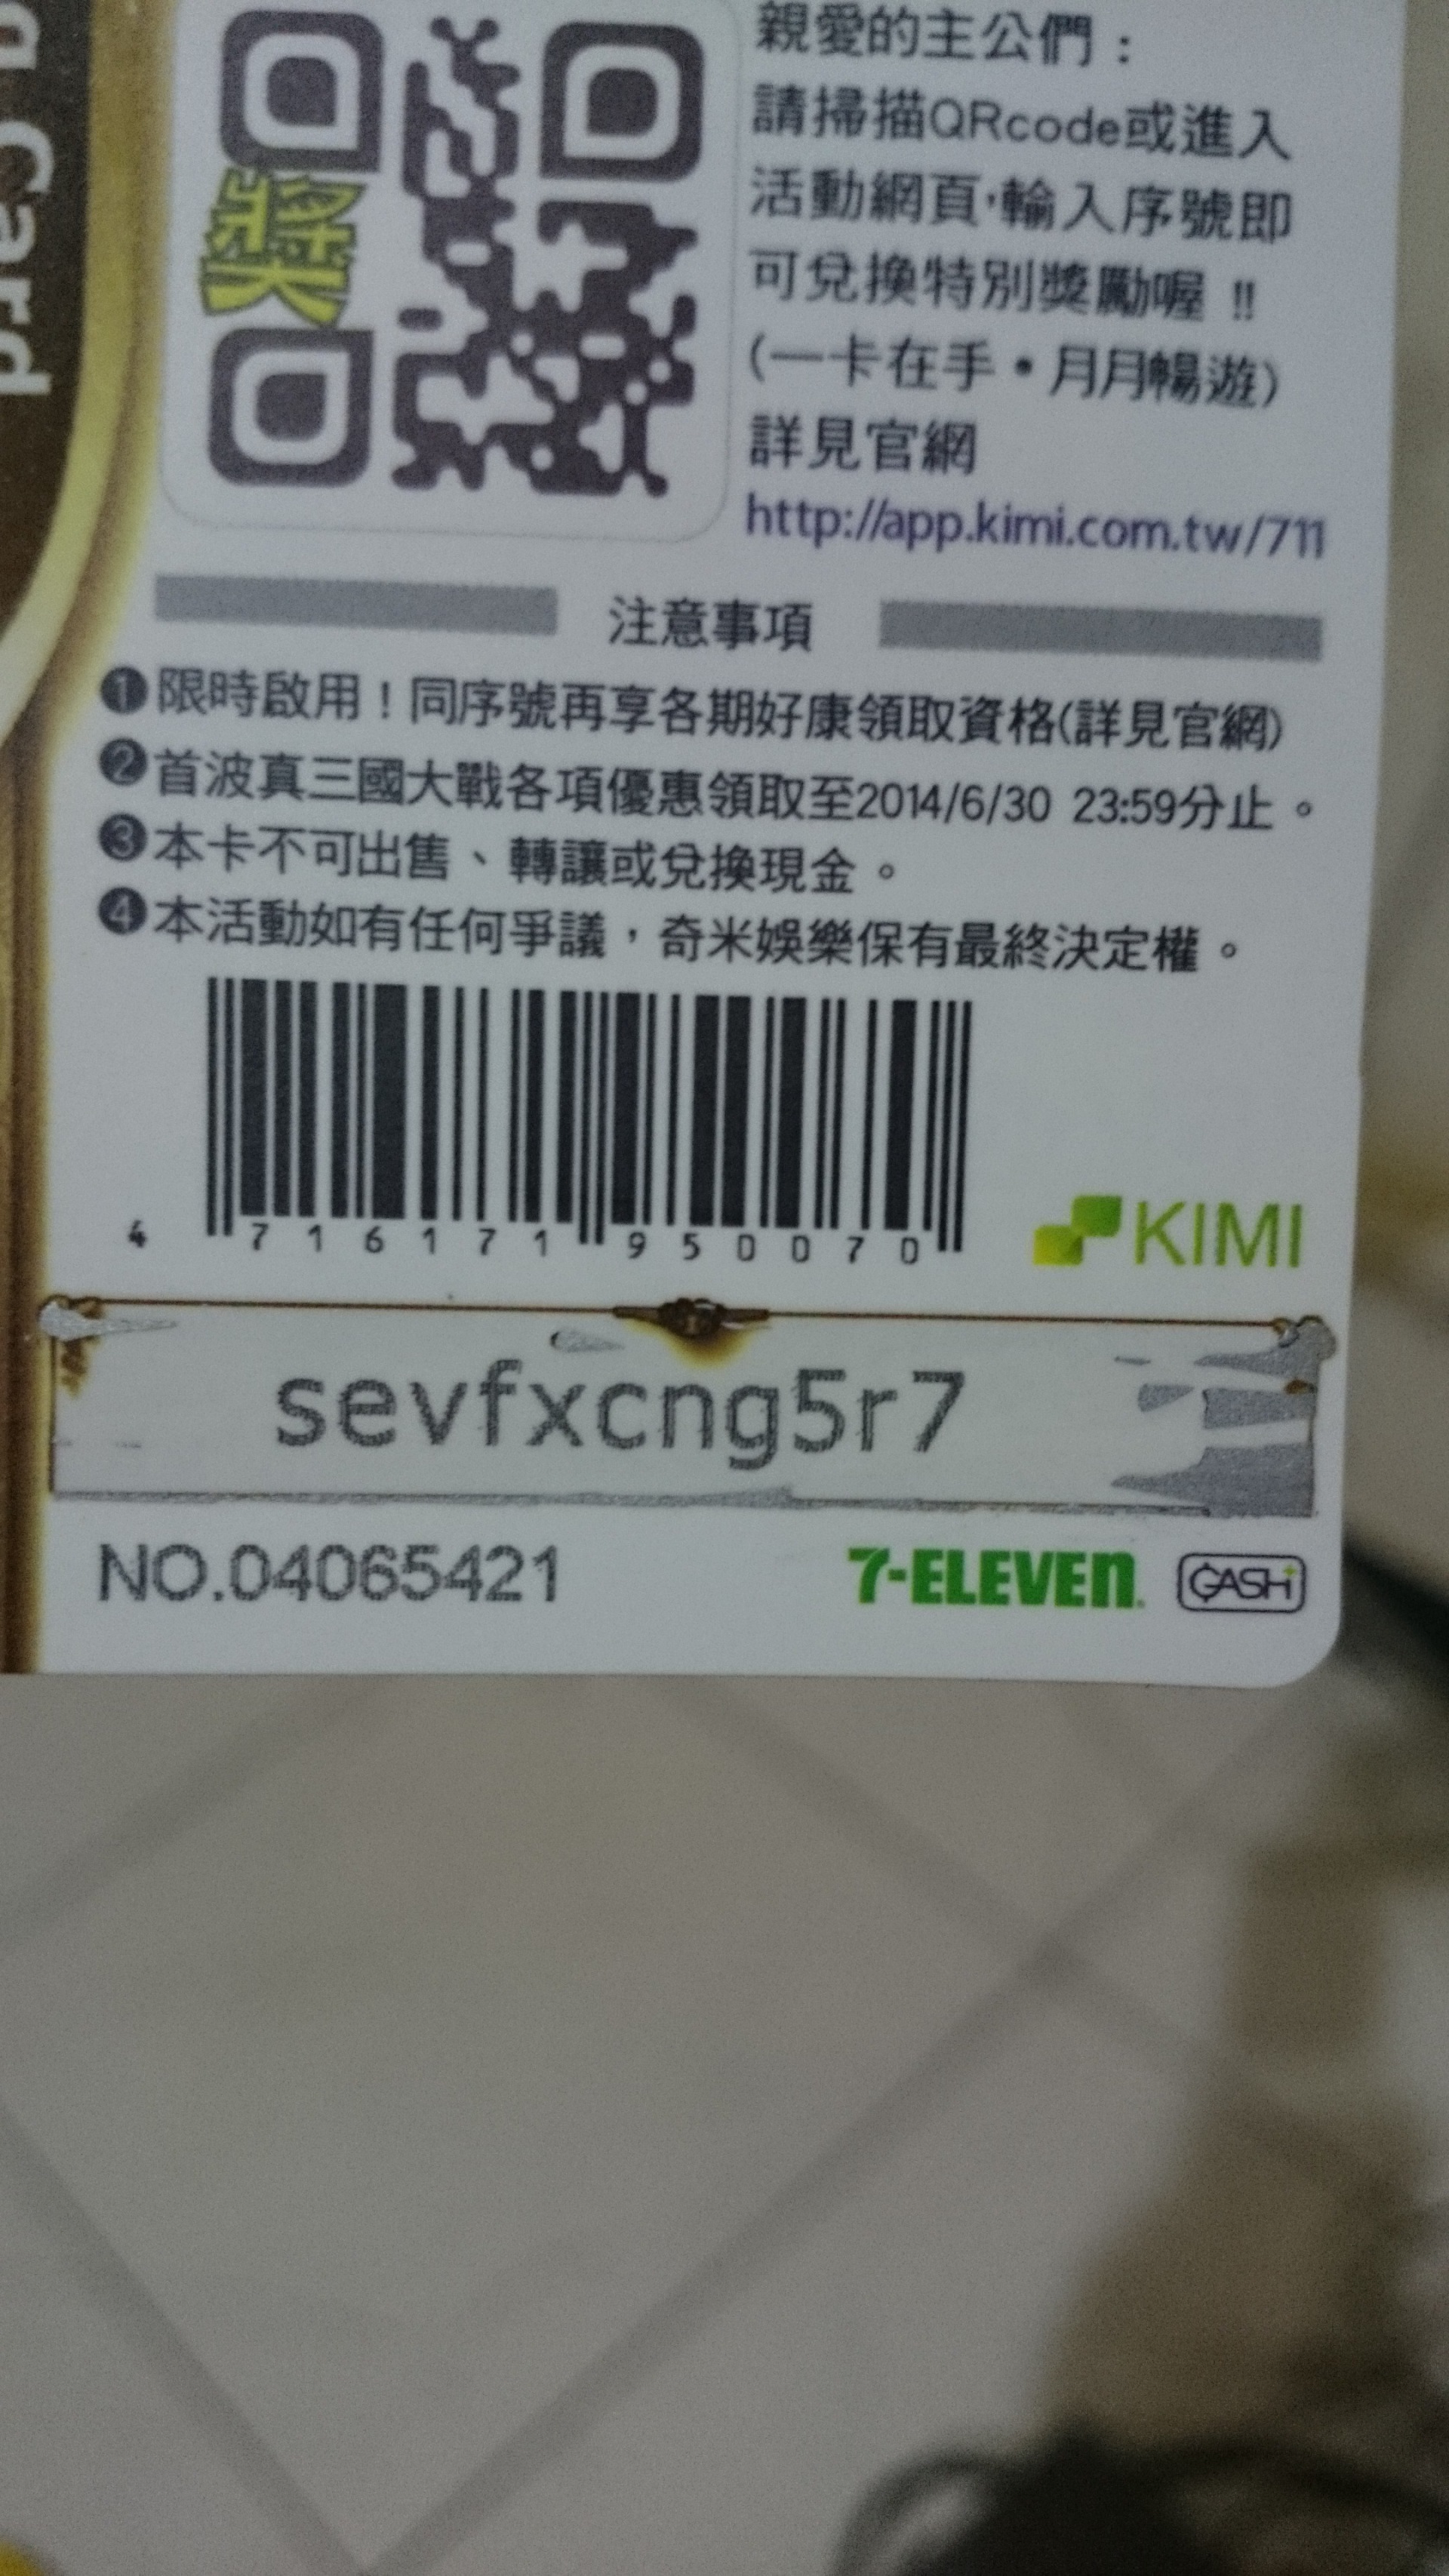 g Card
親愛的主公們：
請掃描QRcode或進入
活動網頁，輸入序號即
可兌換特別獎勵喔 !!
(一卡在手・月月暢遊)
詳見官網
http://app.kimi.com.tw/711
獎
注意事項
❶限時啟用！同序號再享各期好康領取資格(詳見官網)
❷首波真三國大戰各項優惠領取至2014/6/30 23:59分止。
❸本卡不可出售、轉讓或兌換現金。
❹本活動如有任何爭議，奇米娛樂保有最終決定權。
4 716171 950070
KIMI
sevfxcng5r7
NO.04065421
7-ELEVEn
GASH+